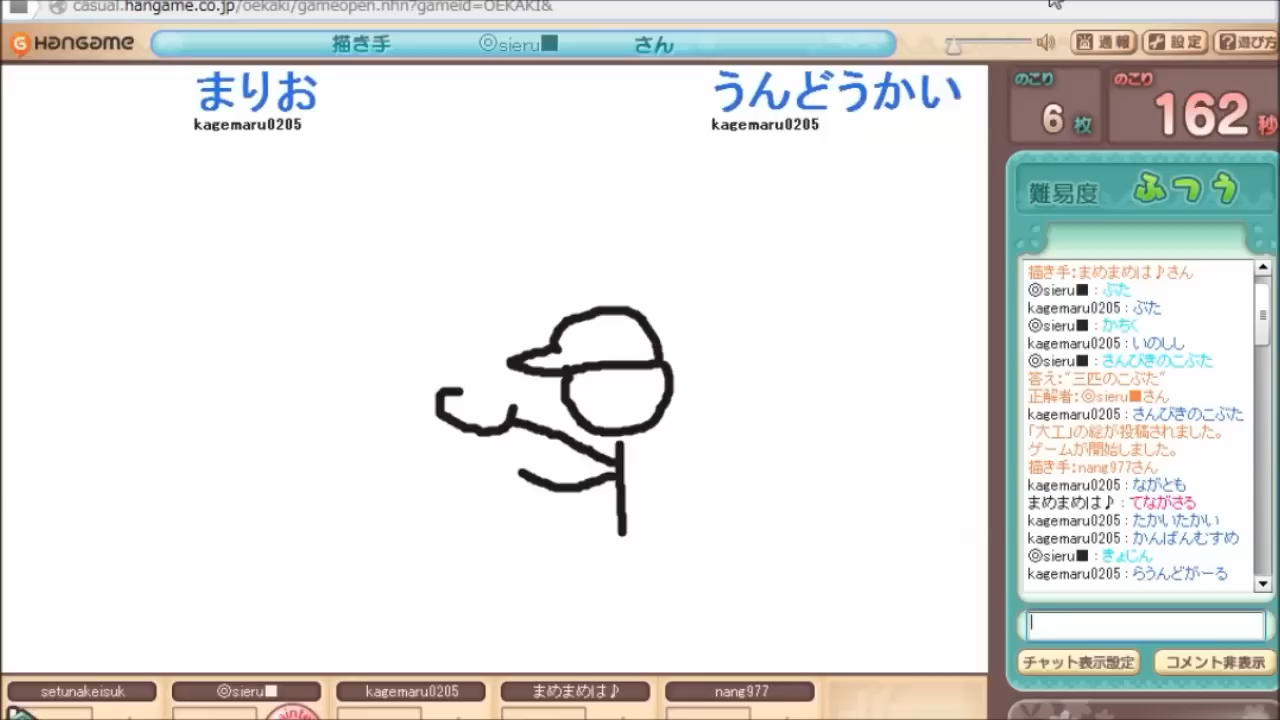 casual.hangame.co.jp/oekaki/gameopen.nhn?gameid=OEKAKI&
HANGAME 描き手 ◎sieru■ さん 通報 設定 遊び方
まりお
kagemaru0205
うんどうかい
kagemaru0205
のこり 6 枚
のこり 162 秒
難易度 ふつう
描き手:まめまめは♪さん
◎sieru■ : ぶた
kagemaru0205 : ぶた
◎sieru■ : かちく
kagemaru0205 : いのしし
◎sieru■ : さんびきのこぶた
答え:"三匹のこぶた"
正解者:◎sieru■さん
kagemaru0205 : さんびきのこぶた
「大工」の絵が投稿されました。
ゲームが開始しました。
描き手:nang977さん
kagemaru0205 : ながとも
まめまめは♪ : てながさる
kagemaru0205 : たかいたかい
kagemaru0205 : かんばんむすめ
◎sieru■ : きょじん
kagemaru0205 : らうんどがーる
チャット表示設定 コメント非表示
setunakeisuk ◎sieru■ kagemaru0205 まめまめは♪ nang977